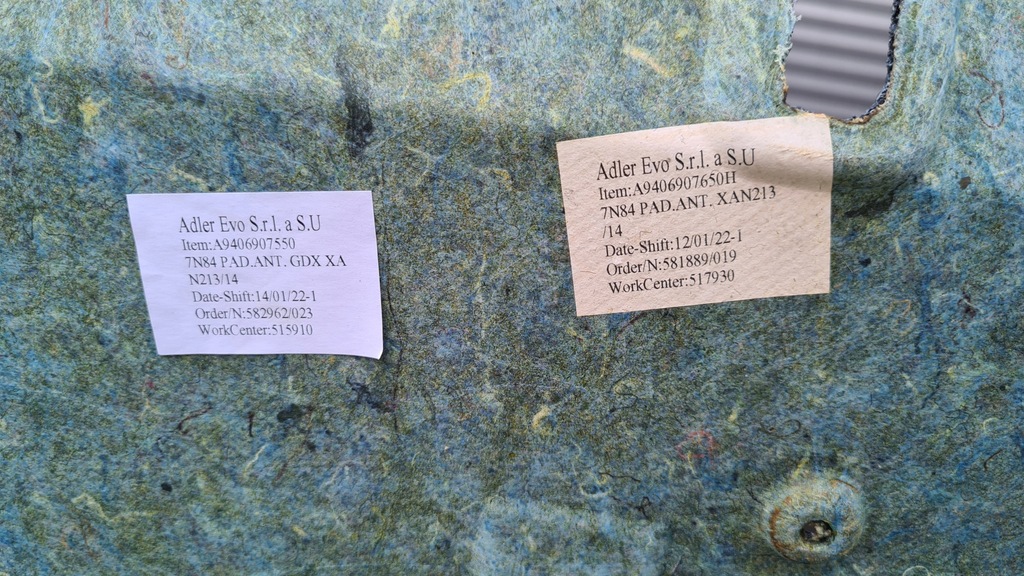 Adler Evo S.r.l. a S.U
Item:A9406907550
7N84 PAD.ANT. GDX XA
N213/14
Date-Shift:14/01/22-1
Order/N:582962/023
WorkCenter:515910
Adler Evo S.r.l. a S.U
Item:A9406907650H
7N84 PAD.ANT. XAN213
/14
Date-Shift:12/01/22-1
Order/N:581889/019
WorkCenter:517930